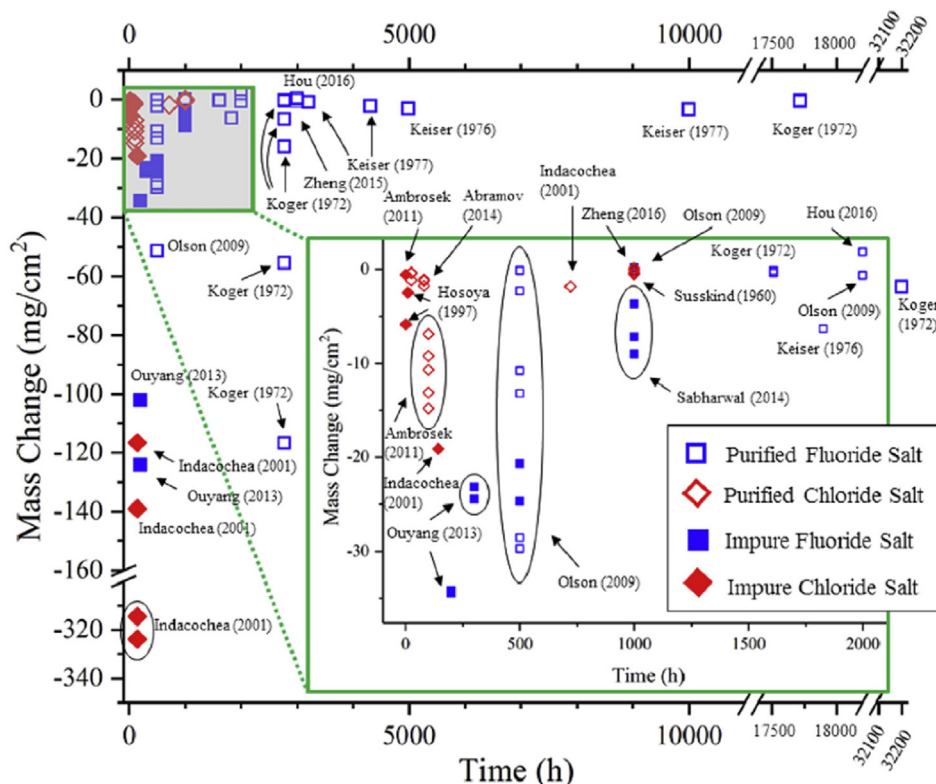 0
5000
10000
17500
18000
32100
32200
Hou (2016)
0
Keiser (1976)
Keiser (1977)
Koger (1972)
-20
Keiser (1977)
Zheng (2015)
Koger (1972)
Indacochea
(2001)
Ambrosek
(2011)
Abramov
(2014)
-40
Zheng (2016)
Olson (2009)
Hou (2016)
Olson (2009)
Koger (1972)
Koger
(1972)
0
-60
Susskind (1960)
Olson (2009)
Koger
(1972)
Hosoya
(1997)
Keiser (1976)
-80
-10
Sabharwal (2014)
Ouyang (2013)
Koger
(1972)
-100
Ambrosek
(2011)
-20
Purified Fluoride Salt
Indacochea (2001)
Indacochea
(2001)
-120
Purified Chloride Salt
Ouyang (2013)
Ouyang (2013)
Indacochea (2001)
-140
-30
Olson (2009)
Impure Fluoride Salt
-160
Impure Chloride Salt
Indacochea (2001)
-320
0
500
1000
1500
2000
Time (h)
-340
Mass Change (mg/cm²)
Mass Change (mg/cm²)
0
5000
10000
17500
18000
32100
32200
Time (h)